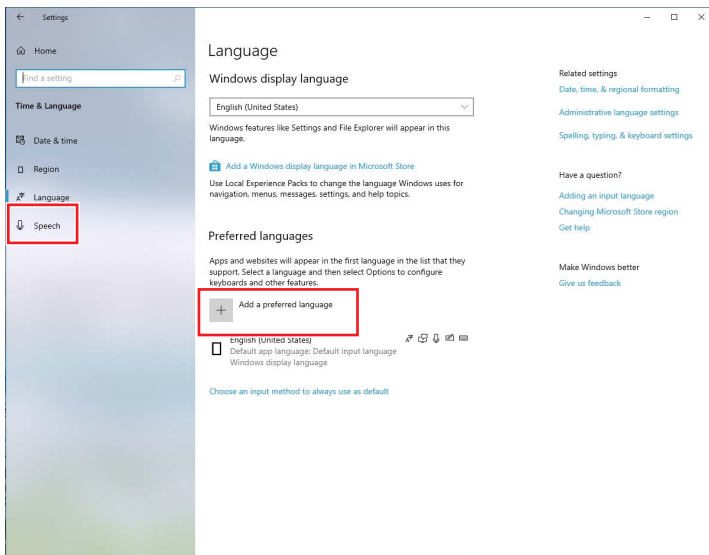 Settings
Home
Find a setting
Time & Language
Date & time
Region
Language
Speech
Language
Windows display language
English (United States)
Windows features like Settings and File Explorer will appear in this
language.
Add a Windows display language in Microsoft Store
Use Local Experience Packs to change the language Windows uses for
navigation, menus, messages, settings, and help topics.
Preferred languages
Apps and websites will appear in the first language in the list that they
support. Select a language and then select Options to configure
keyboards and other features.
Add a preferred language
English (United States)
Default app language; Default input language
Windows display language
Choose an input method to always use as default
Related settings
Date, time, & regional formatting
Administrative language settings
Spelling, typing, & keyboard settings
Have a question?
Adding an input language
Changing Microsoft Store region
Get help
Make Windows better
Give us feedback